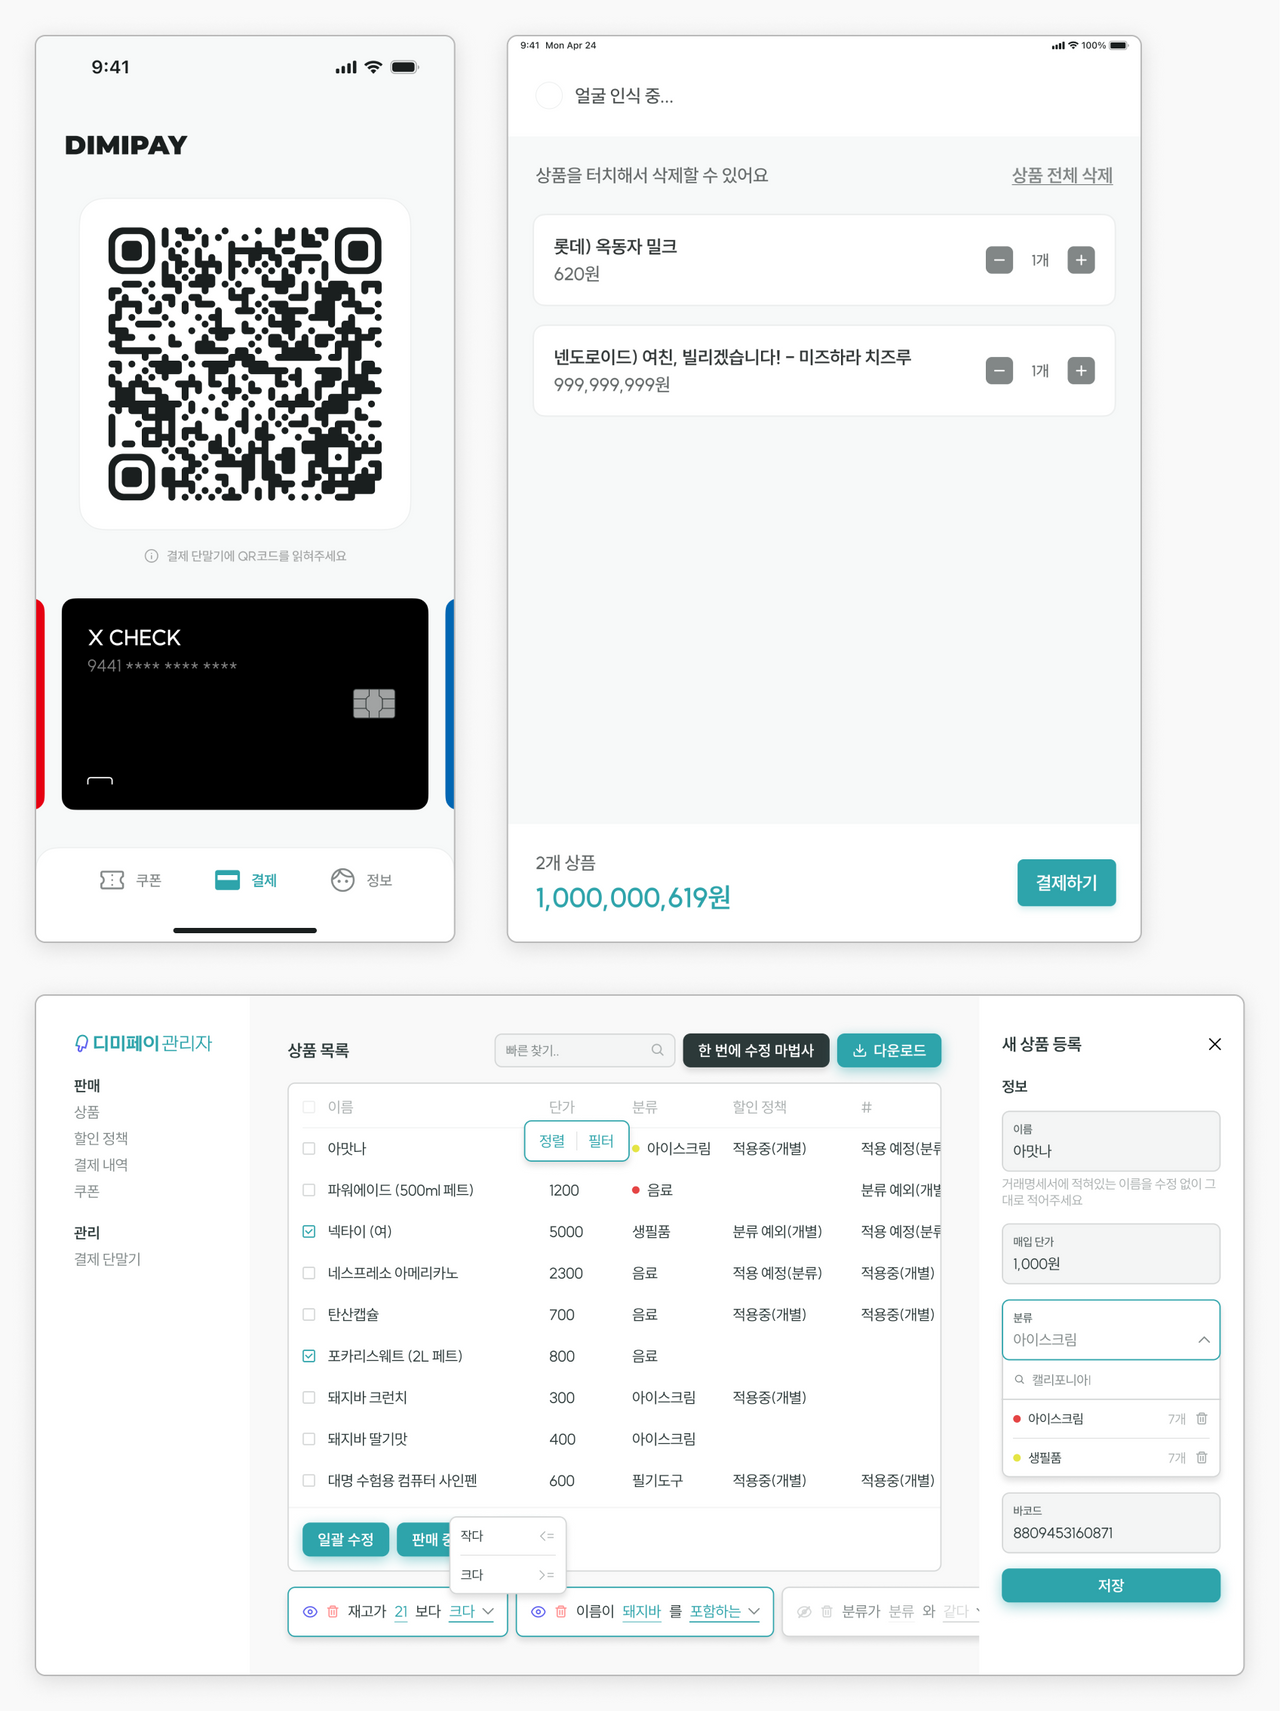 9:41
DIMIPAY
결제 단말기에 QR코드를 읽혀주세요
X CHECK
9441 **** **** ****
쿠폰
결제
정보
9:41 Mon Apr 24
100%
얼굴 인식 중...
상품을 터치해서 삭제할 수 있어요
상품 전체 삭제
롯데) 옥동자 밀크
620원
1개
넨도로이드) 여친, 빌리겠습니다! - 미즈하라 치즈루
999,999,999원
1개
2개 상픔
1,000,000,619원
결제하기
디미페이 관리자
판매
상품
할인 정책
결제 내역
쿠폰
관리
결제 단말기
상품 목록
빠른 찾기..
한 번에 수정 마법사
다운로드
이름 단가 분류 할인 정책 #
정렬 필터
아맛나 아이스크림 적용중(개별) 적용 예정(분류
파워에이드 (500ml 페트) 1200 음료 분류 예외(개별
넥타이 (여) 5000 생필품 분류 예외(개별) 적용 예정(분류
네스프레소 아메리카노 2300 음료 적용 예정(분류) 적용중(개별)
탄산캡슐 700 음료 적용중(개별) 적용중(개별)
포카리스웨트 (2L 페트) 800 음료
돼지바 크런치 300 아이스크림 적용중(개별)
돼지바 딸기맛 400 아이스크림
대명 수험용 컴퓨터 사인펜 600 필기도구 적용중(개별) 적용중(개별)
일괄 수정
판매 중
작다 <=
크다 >=
재고가 21 보다 크다
이름이 돼지바 를 포함하는
분류가 분류 와 같다
새 상품 등록
정보
이름
아맛나
거래명세서에 적혀있는 이름을 수정 없이 그
대로 적어주세요
매입 단가
1,000원
분류
아이스크림
캘리포니아
아이스크림 7개
생필품 7개
바코드
8809453160871
저장